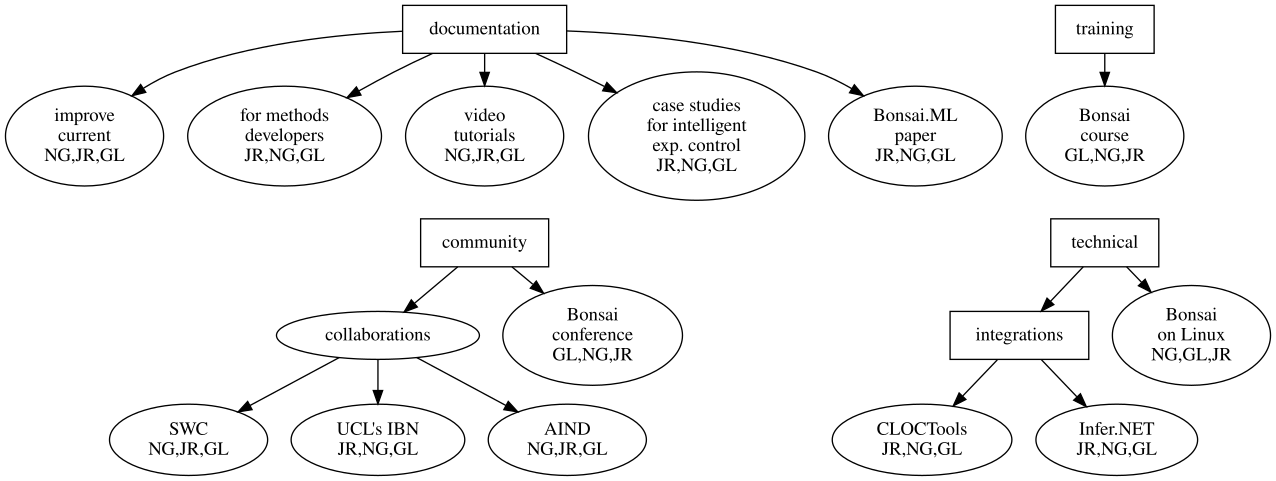 documentation
training
improve
current
NG,JR,GL
for methods
developers
JR,NG,GL
video
tutorials
NG,JR,GL
case studies
for intelligent
exp. control
JR,NG,GL
Bonsai.ML
paper
JR,NG,GL
Bonsai
course
GL,NG,JR
community
technical
collaborations
Bonsai
conference
GL,NG,JR
integrations
Bonsai
on Linux
NG,GL,JR
SWC
NG,JR,GL
UCL's IBN
JR,NG,GL
AIND
NG,JR,GL
CLOCTools
JR,NG,GL
Infer.NET
JR,NG,GL